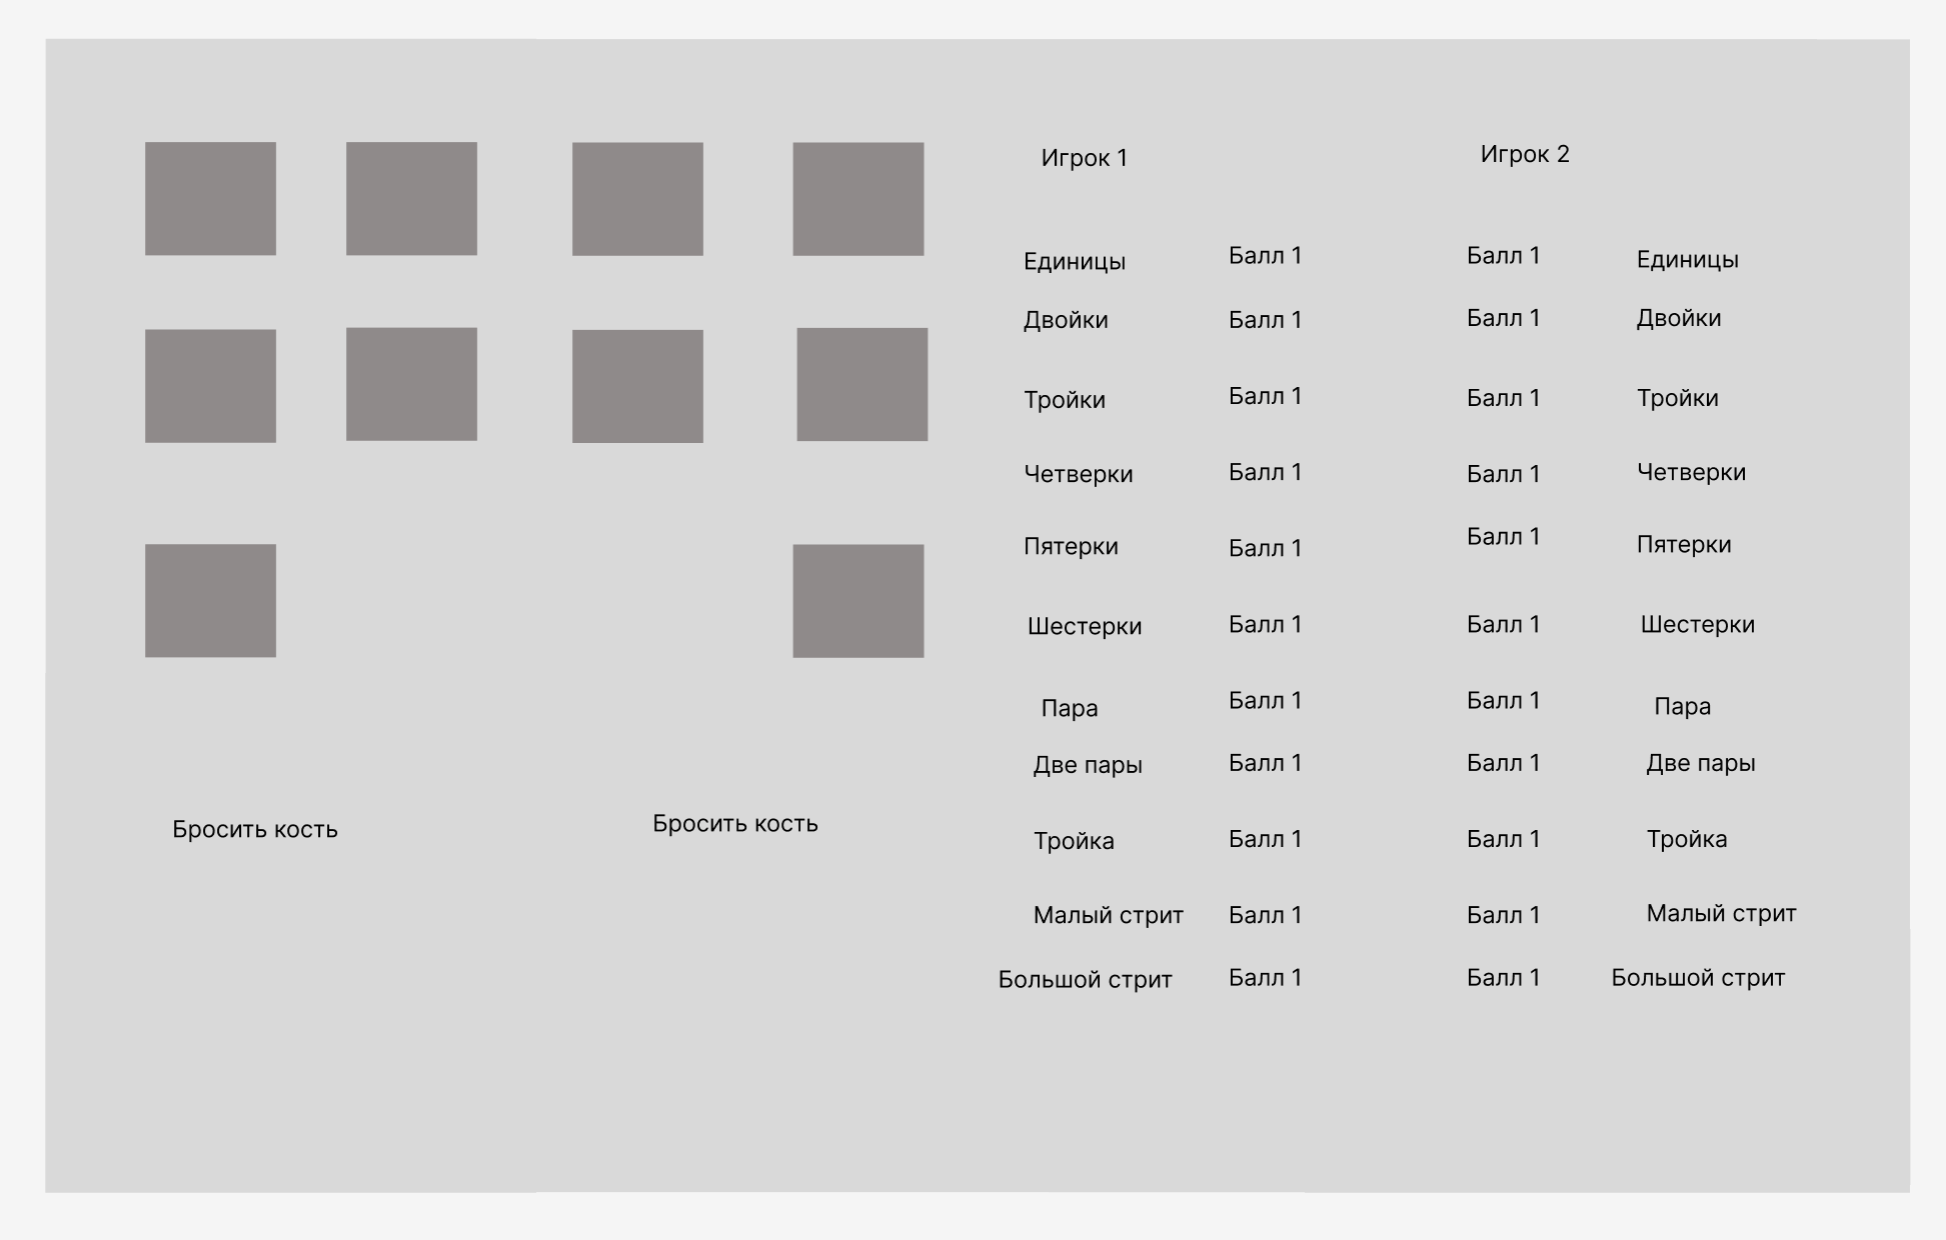 Игрок 1 Игрок 2
Единицы Балл 1 Балл 1 Единицы
Двойки Балл 1 Балл 1 Двойки
Тройки Балл 1 Балл 1 Тройки
Четверки Балл 1 Балл 1 Четверки
Пятерки Балл 1 Балл 1 Пятерки
Шестерки Балл 1 Балл 1 Шестерки
Пара Балл 1 Балл 1 Пара
Две пары Балл 1 Балл 1 Две пары
Бросить кость Бросить кость
Тройка Балл 1 Балл 1 Тройка
Малый стрит Балл 1 Балл 1 Малый стрит
Большой стрит Балл 1 Балл 1 Большой стрит